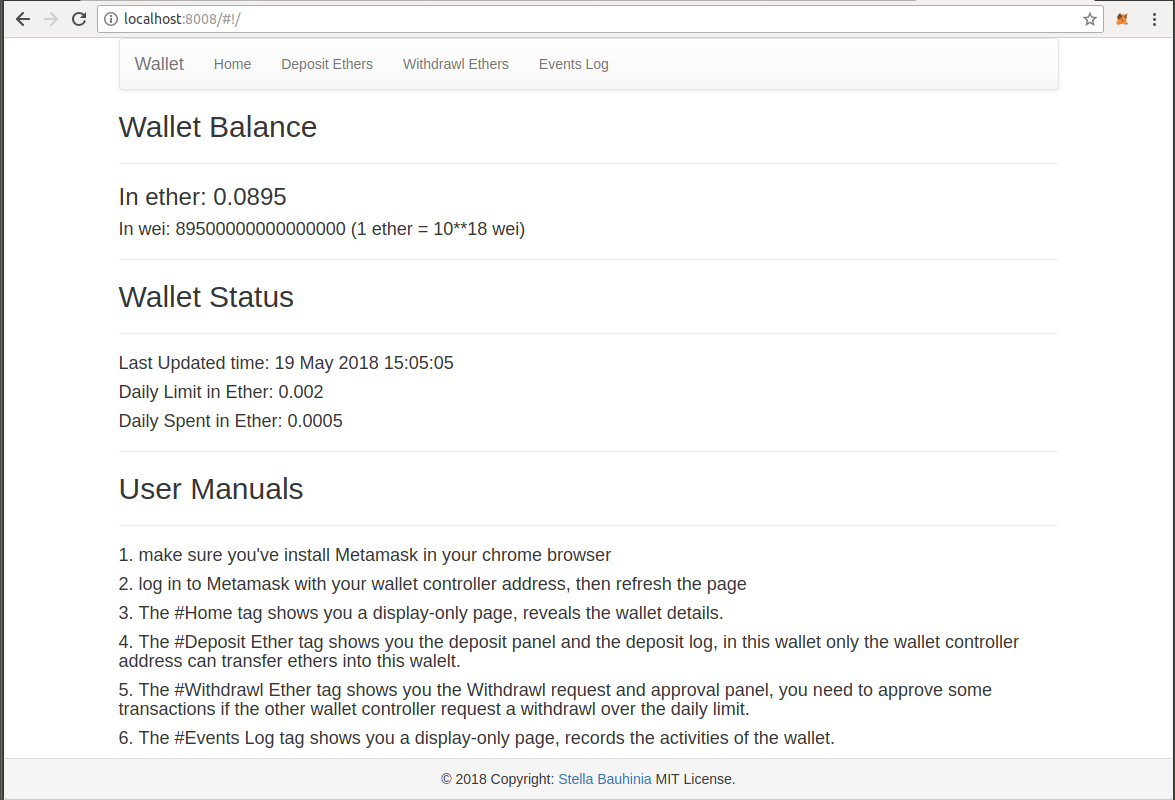 localhost:8008/#!/
Wallet Home Deposit Ethers Withdrawl Ethers Events Log
Wallet Balance
In ether: 0.0895
In wei: 89500000000000000 (1 ether = 10**18 wei)
Wallet Status
Last Updated time: 19 May 2018 15:05:05
Daily Limit in Ether: 0.002
Daily Spent in Ether: 0.0005
User Manuals
1. make sure you've install Metamask in your chrome browser
2. log in to Metamask with your wallet controller address, then refresh the page
3. The #Home tag shows you a display-only page, reveals the wallet details.
4. The #Deposit Ether tag shows you the deposit panel and the deposit log, in this wallet only the wallet controller
address can transfer ethers into this walelt.
5. The #Withdrawl Ether tag shows you the Withdrawl request and approval panel, you need to approve some
transactions if the other wallet controller request a withdrawl over the daily limit.
6. The #Events Log tag shows you a display-only page, records the activities of the wallet.
© 2018 Copyright: Stella Bauhinia MIT License.